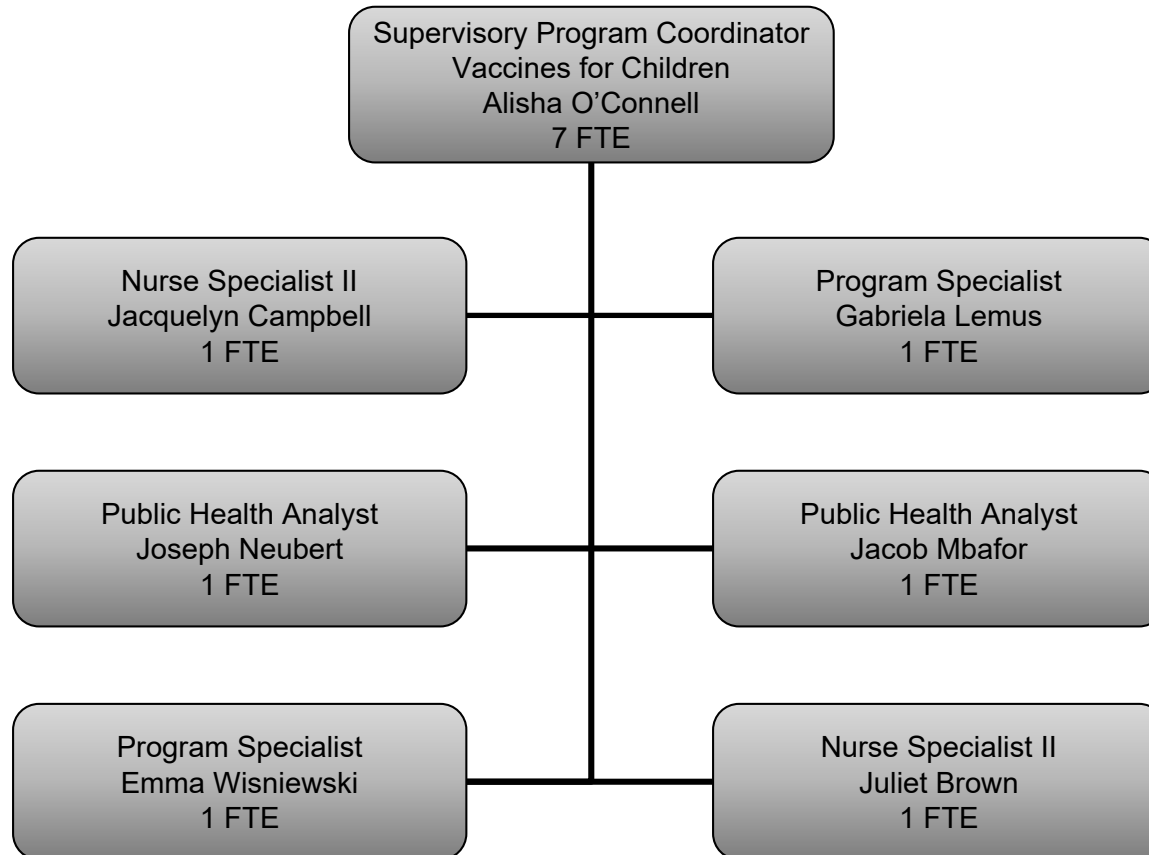 Supervisory Program Coordinator
Vaccines for Children
Alisha O’Connell
7 FTE
Nurse Specialist II
Jacquelyn Campbell
1 FTE
Program Specialist
Gabriela Lemus
1 FTE
Public Health Analyst
Joseph Neubert
1 FTE
Public Health Analyst
Jacob Mbafor
1 FTE
Program Specialist
Emma Wisniewski
1 FTE
Nurse Specialist II
Juliet Brown
1 FTE